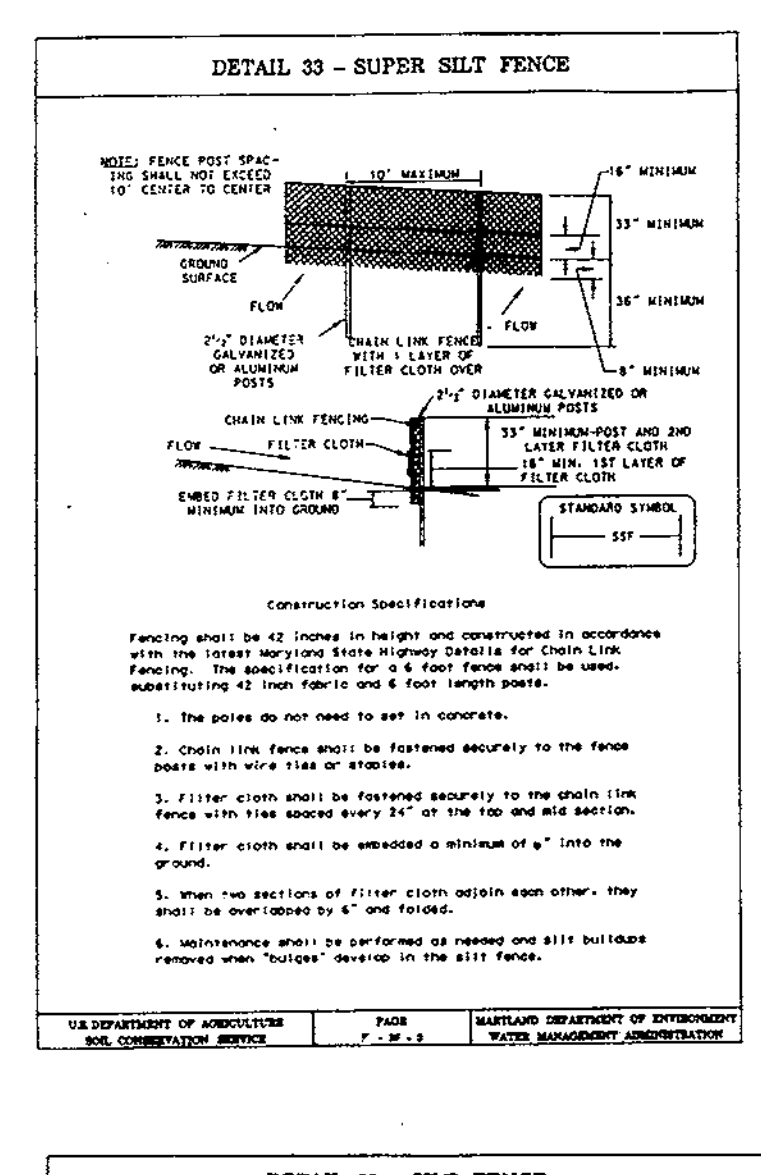 DETAIL 33 – SUPER SILT FENCE
NOTE: FENCE POST SPAC-
ING SHALL NOT EXCEED
10' CENTER TO CENTER
10' MAXIMUM
16" MINIMUM
33" MINIMUM
GROUND
SURFACE
36" MINIMUM
FLOW
FLOW
2½" DIAMETER
GALVANIZED
OR ALUMINUM
POSTS
CHAIN LINK FENCE
WITH 1 LAYER OF
FILTER CLOTH OVER
8" MINIMUM
2½" DIAMETER GALVANIZED OR
ALUMINUM POSTS
CHAIN LINK FENCING
FLOW
FILTER CLOTH
33" MINIMUM-POST AND 2ND
LAYER FILTER CLOTH
16" MIN. 1ST LAYER OF
FILTER CLOTH
EMBED FILTER CLOTH 8"
MINIMUM INTO GROUND
STANDARD SYMBOL
SSF
Construction Specifications
Fencing shall be 42 inches in height and constructed in accordance
with the latest Maryland State Highway Details for Chain Link
Fencing. The specification for a 6 foot fence shall be used,
substituting 42 inch fabric and 6 foot length posts.
1. The poles do not need to set in concrete.
2. Chain link fence shall be fastened securely to the fence
posts with wire ties or staples.
3. Filter cloth shall be fastened securely to the chain link
fence with ties spaced every 24" at the top and mid section.
4. Filter cloth shall be embedded a minimum of into the
ground.
5. When two sections of filter cloth adjoin each other, they
shall be overlapped by 6" and folded.
6. Maintenance shall be performed as needed and silt buildups
removed when "bulges" develop in the silt fence.
U.S. DEPARTMENT OF AGRICULTURE
SOIL CONSERVATION SERVICE
PAGE
MARYLAND DEPARTMENT OF ENVIRONMENT
WATER MANAGEMENT ADMINISTRATION